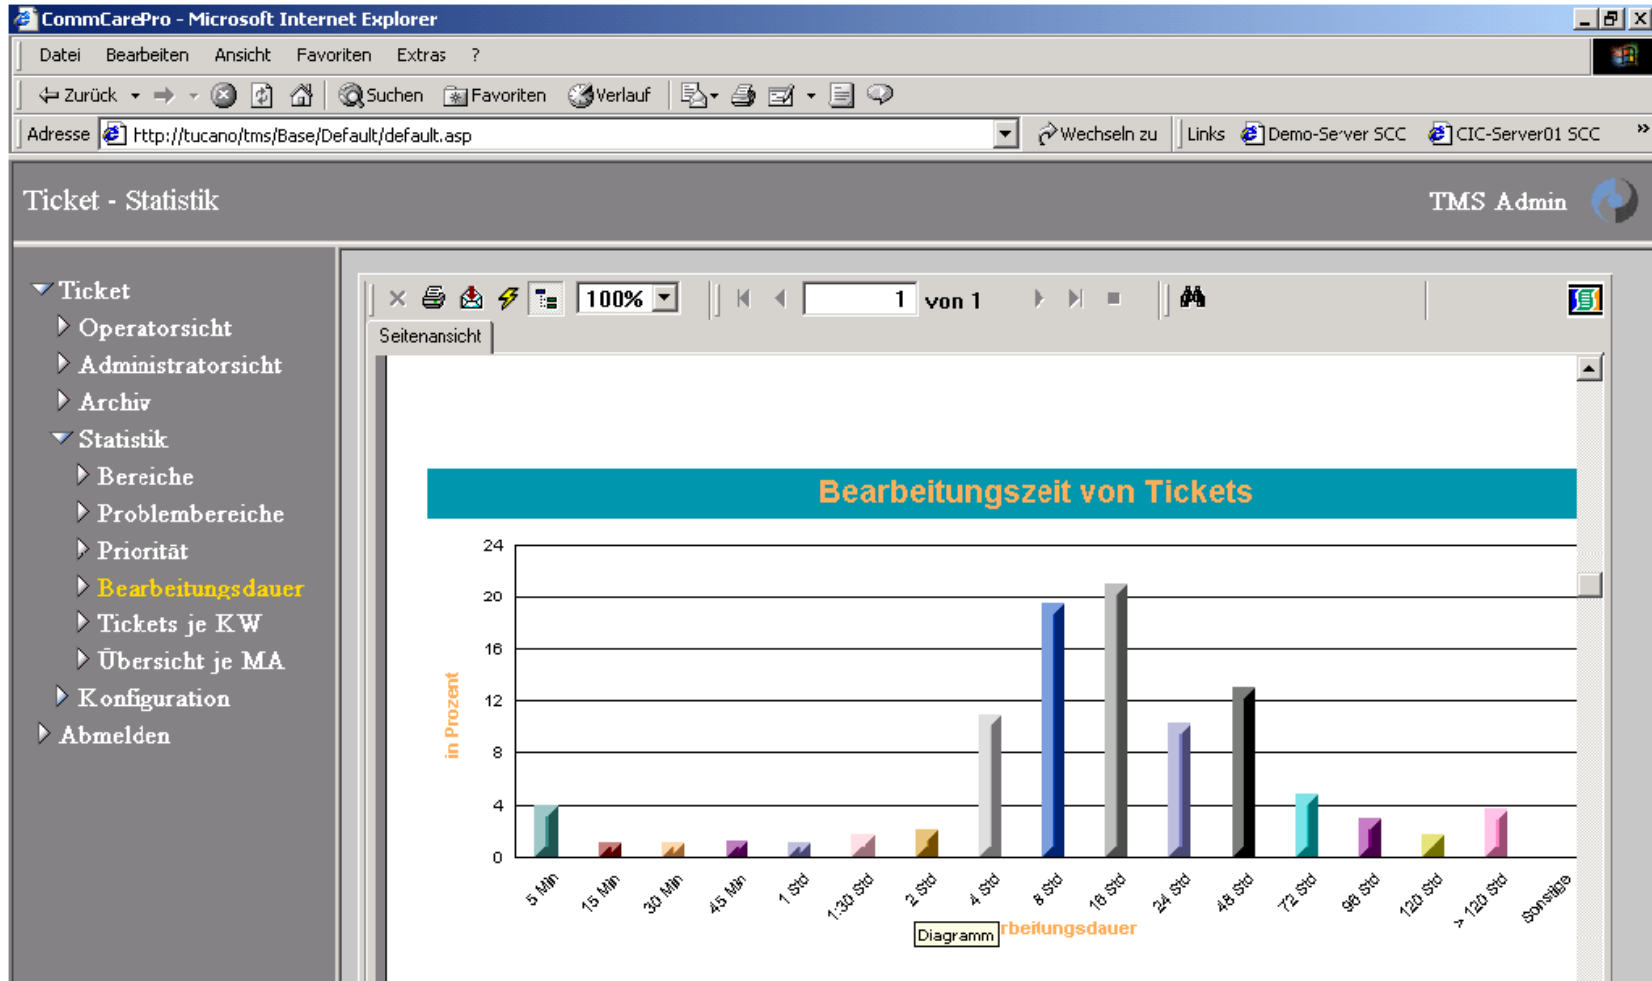 CommCarePro - Microsoft Internet Explorer
Datei Bearbeiten Ansicht Favoriten Extras ?
Zurück Suchen Favoriten Verlauf
Adresse http://tucano/tms/Base/Default/default.asp Wechseln zu Links Demo-Server SCC CIC-Server01 SCC »
Ticket - Statistik TMS Admin
Ticket
Operatorsicht
Administratorsicht
Archiv
Statistik
Bereiche
Problembereiche
Priorität
Bearbeitungsdauer
Tickets je KW
Übersicht je MA
Konfiguration
Abmelden
100% 1 von 1
Seitenansicht
Bearbeitungszeit von Tickets
24
20
16
12
8
4
0
in Prozent
5 Min 15 Min 30 Min 45 Min 1 Std 1:30 Std 2 Std 4 Std 8 Std 16 Std 24 Std 48 Std 72 Std 96 Std 120 Std > 120 Std Sonstige
Diagramm rbeitungsdauer